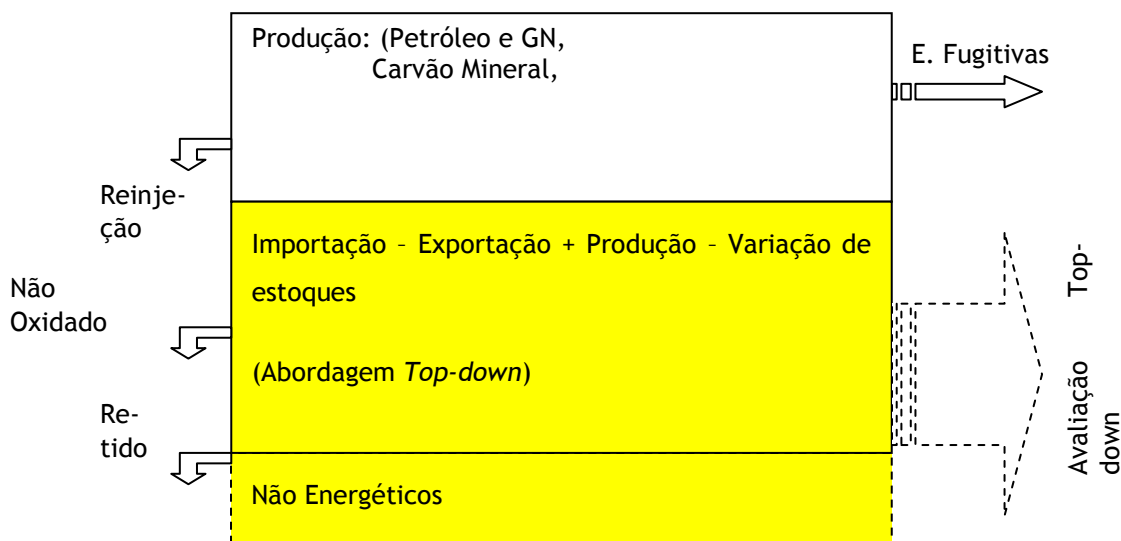 Produção: (Petróleo e GN,
Carvão Mineral,
E. Fugitivas
Reinje-
ção
Importação – Exportação + Produção – Variação de
estoques
(Abordagem Top-down)
Não
Oxidado
Re-
tido
Não Energéticos
Avaliação Top-
down